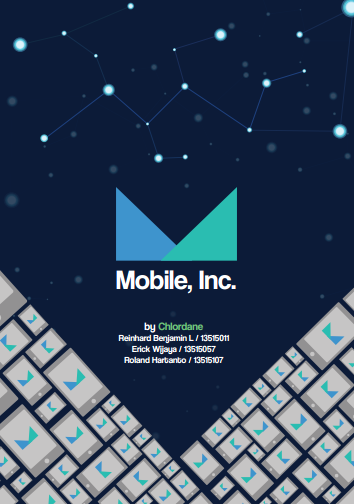 Mobile, Inc.
by Chlordane
Reinhard Benjamin L / 13515011
Erick Wijaya / 13515057
Roland Hartanto / 13515107